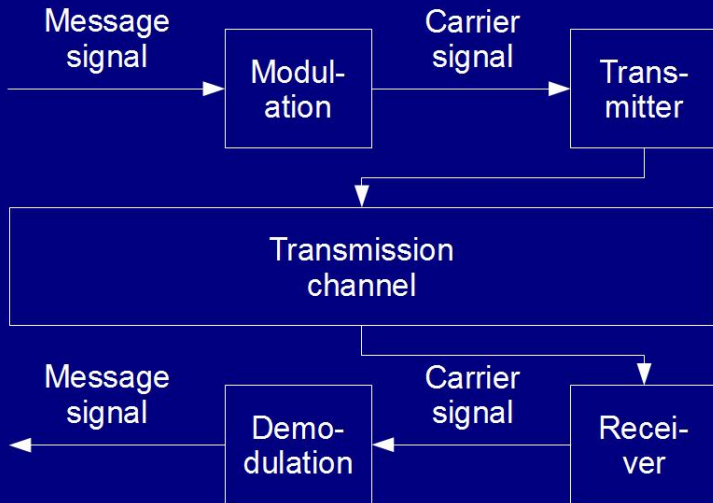 Message
signal
Modul-
ation
Carrier
signal
Trans-
mitter
Transmission
channel
Message
signal
Demo-
dulation
Carrier
signal
Recei-
ver